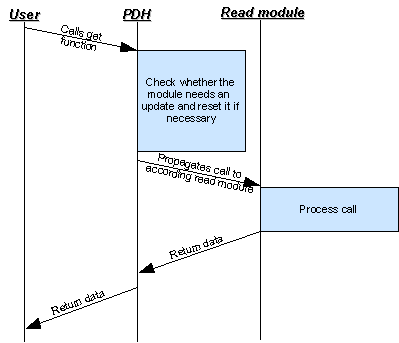 User
PDH
Read module
Calls get
function
Check whether the
module needs an
update and reset it if
necessary
Propagates call to
according read module
Process call
Return data
Return data